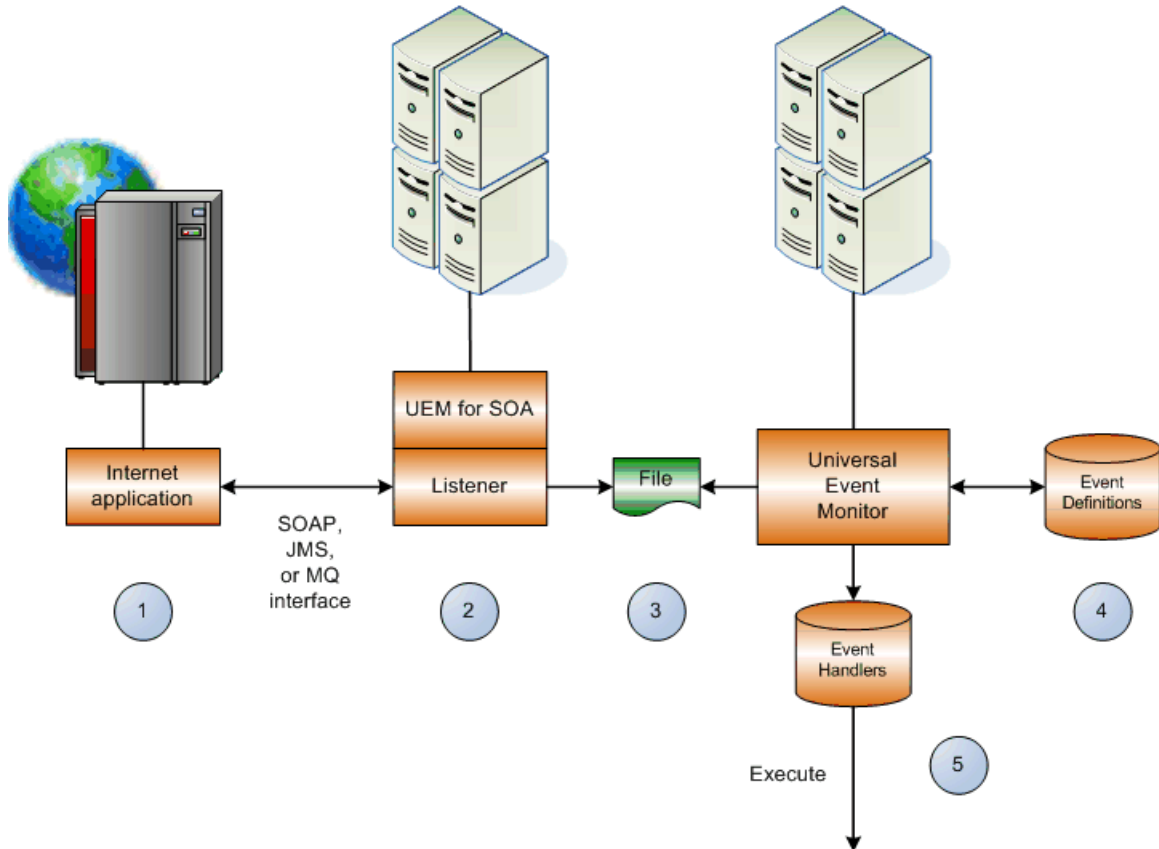 UEM for SOA
Listener
Internet
application
SOAP,
JMS,
or MQ
interface
File
Universal
Event
Monitor
Event
Definitions
1
2
3
4
Event
Handlers
Execute
5